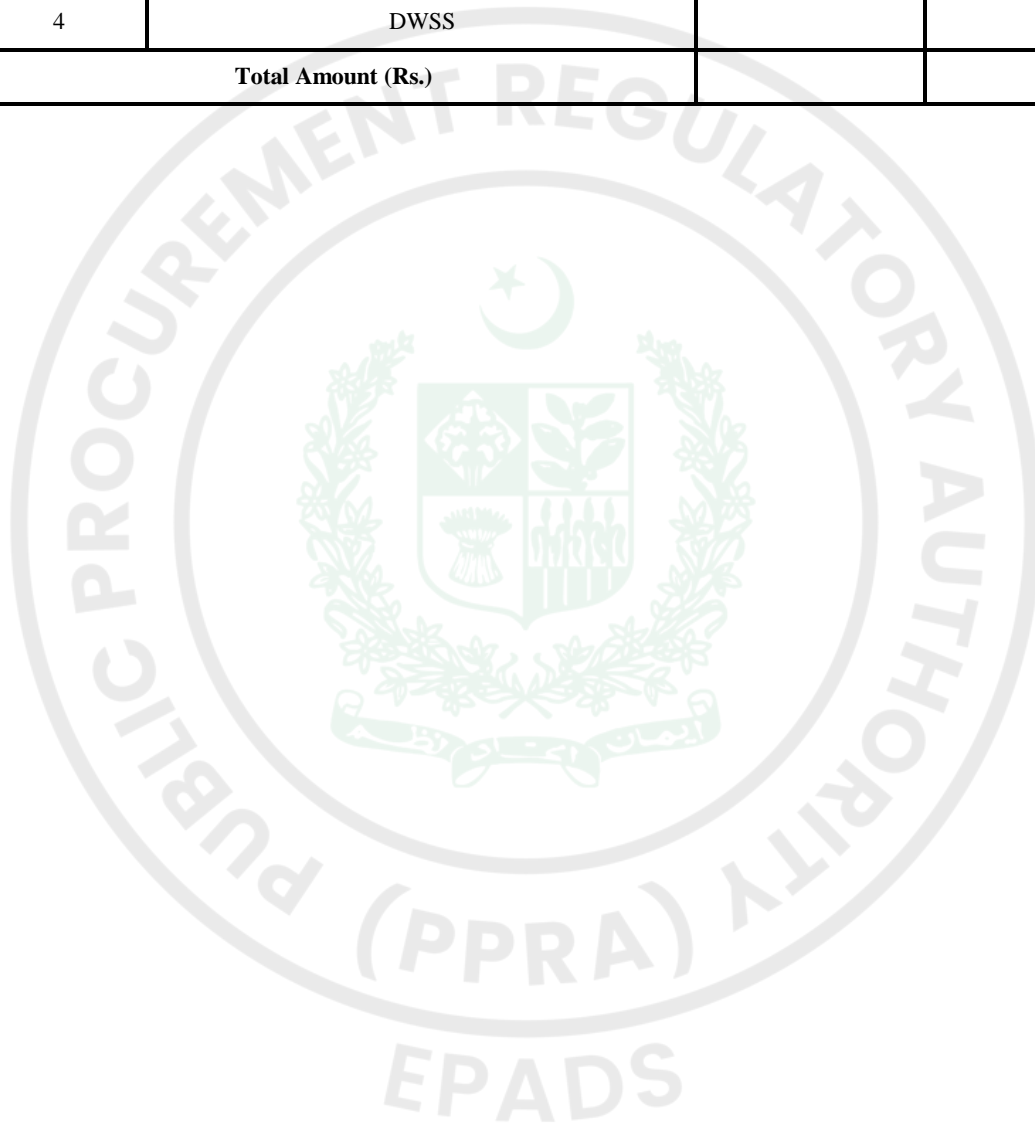 4 DWSS
Total Amount (Rs.)
PUBLIC PROCUREMENT REGULATORY AUTHORITY
(PPRA)
EPADS